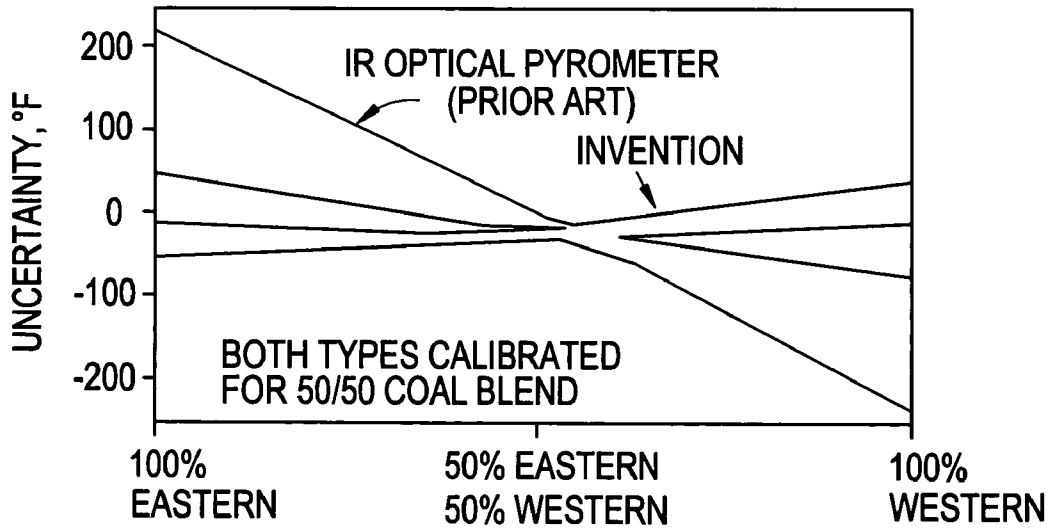 UNCERTAINTY, °F
200
100
0
-100
-200
IR OPTICAL PYROMETER
(PRIOR ART)
INVENTION
BOTH TYPES CALIBRATED
FOR 50/50 COAL BLEND
100%
EASTERN
50% EASTERN
50% WESTERN
100%
WESTERN